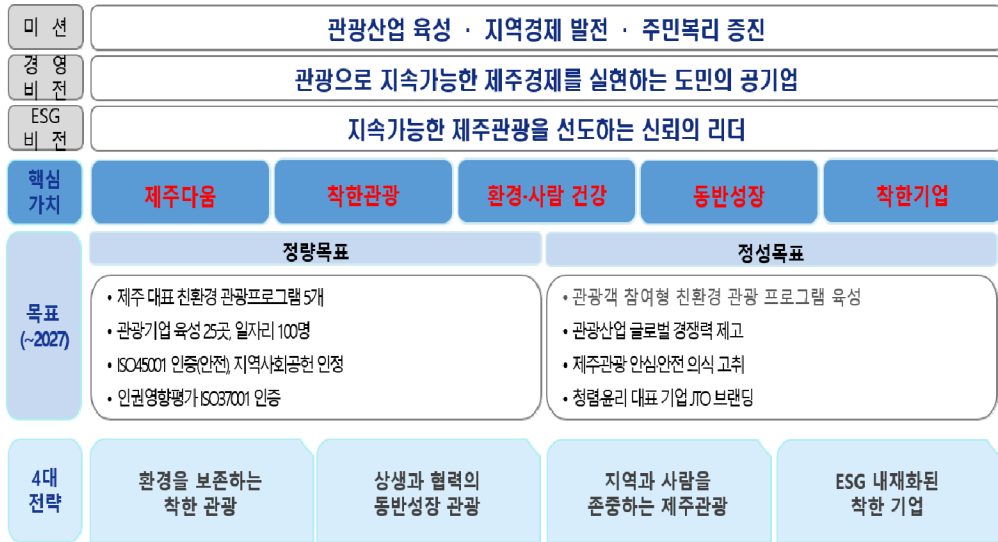 미 션
관광산업 육성 · 지역경제 발전 · 주민복리 증진
경 영
비 전
관광으로 지속가능한 제주경제를 실현하는 도민의 공기업
ESG
비 전
지속가능한 제주관광을 선도하는 신뢰의 리더
핵심
가치
제주다움
착한관광
환경·사람 건강
동반성장
착한기업
목표
(~2027)
정량목표
• 제주 대표 친환경 관광프로그램 5개
• 관광기업 육성 25곳, 일자리 100명
• ISO45001 인증(안전), 지역사회공헌 인정
• 인권영향평가 ISO37001 인증
정성목표
• 관광객 참여형 친환경 관광 프로그램 육성
• 관광산업 글로벌 경쟁력 제고
• 제주관광 안심안전 의식 고취
• 청렴윤리 대표 기업 JTO 브랜딩
4대
전략
환경을 보존하는
착한 관광
상생과 협력의
동반성장 관광
지역과 사람을
존중하는 제주관광
ESG 내재화된
착한 기업